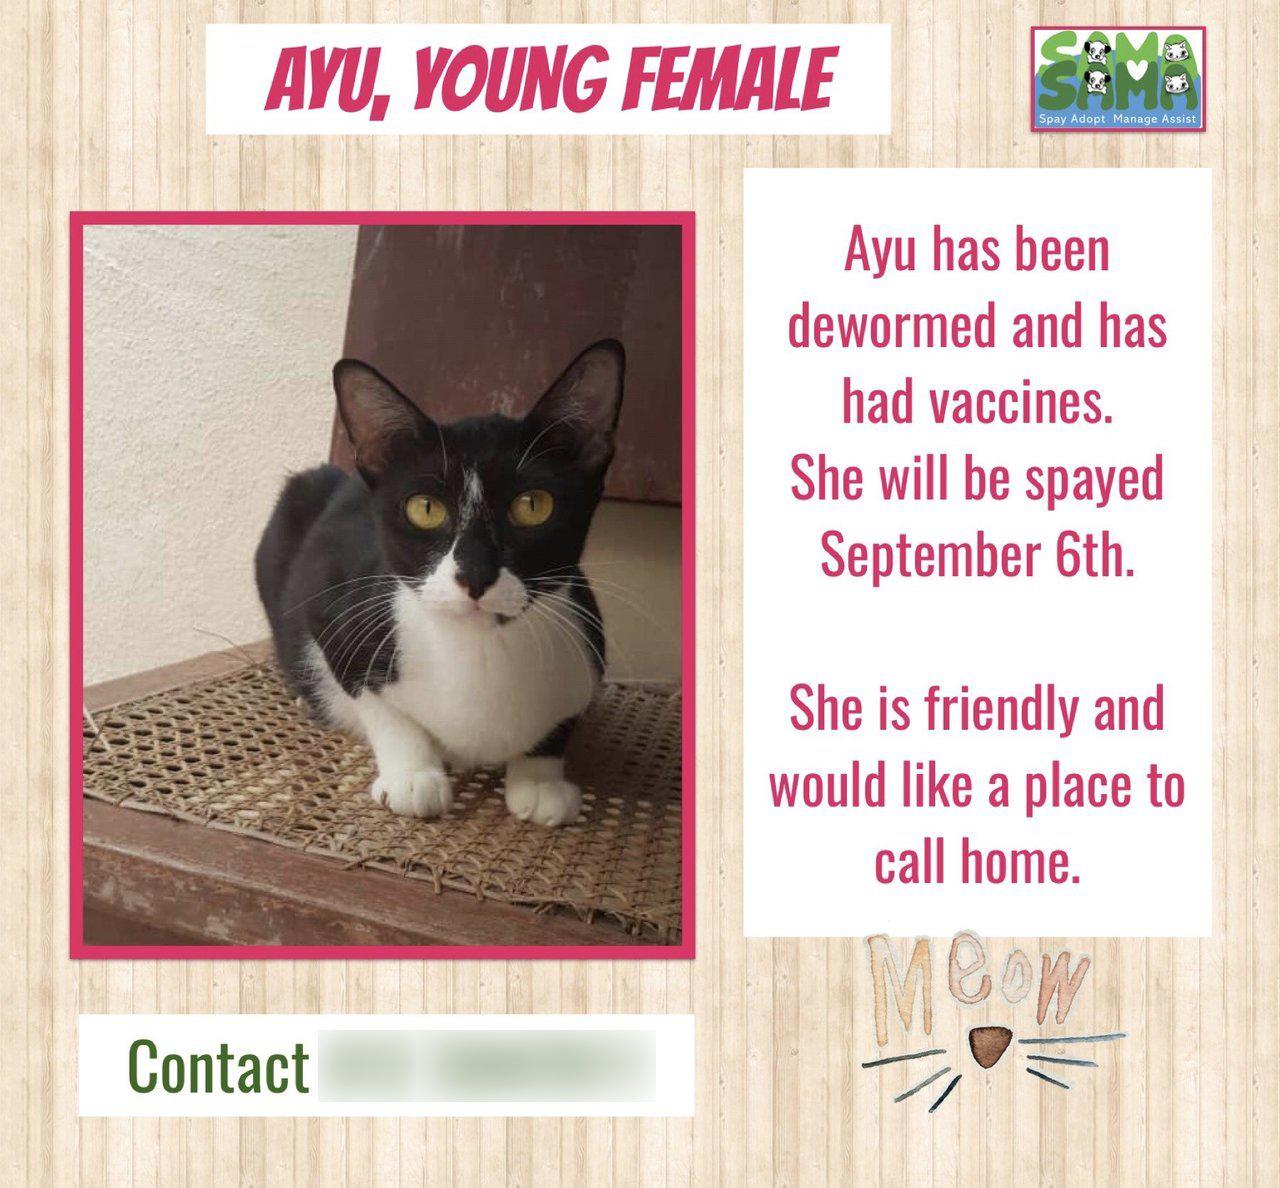 AYU, YOUNG FEMALE
SAMA
SAMA
Spay Adopt Manage Assist
Ayu has been
dewormed and has
had vaccines.
She will be spayed
September 6th.
She is friendly and
would like a place to
call home.
Meow
Contact